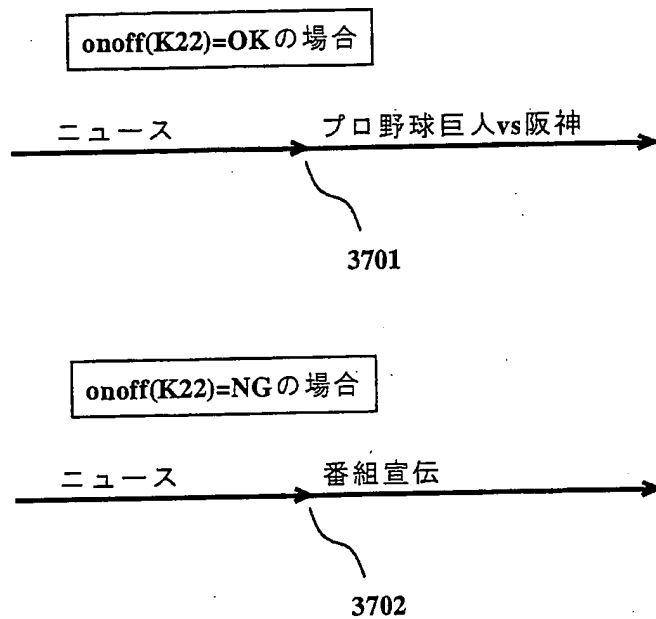 onoff(K22)=OKの場合
ニュース プロ野球巨人vs阪神
3701
onoff(K22)=NGの場合
ニュース 番組宣伝
3702